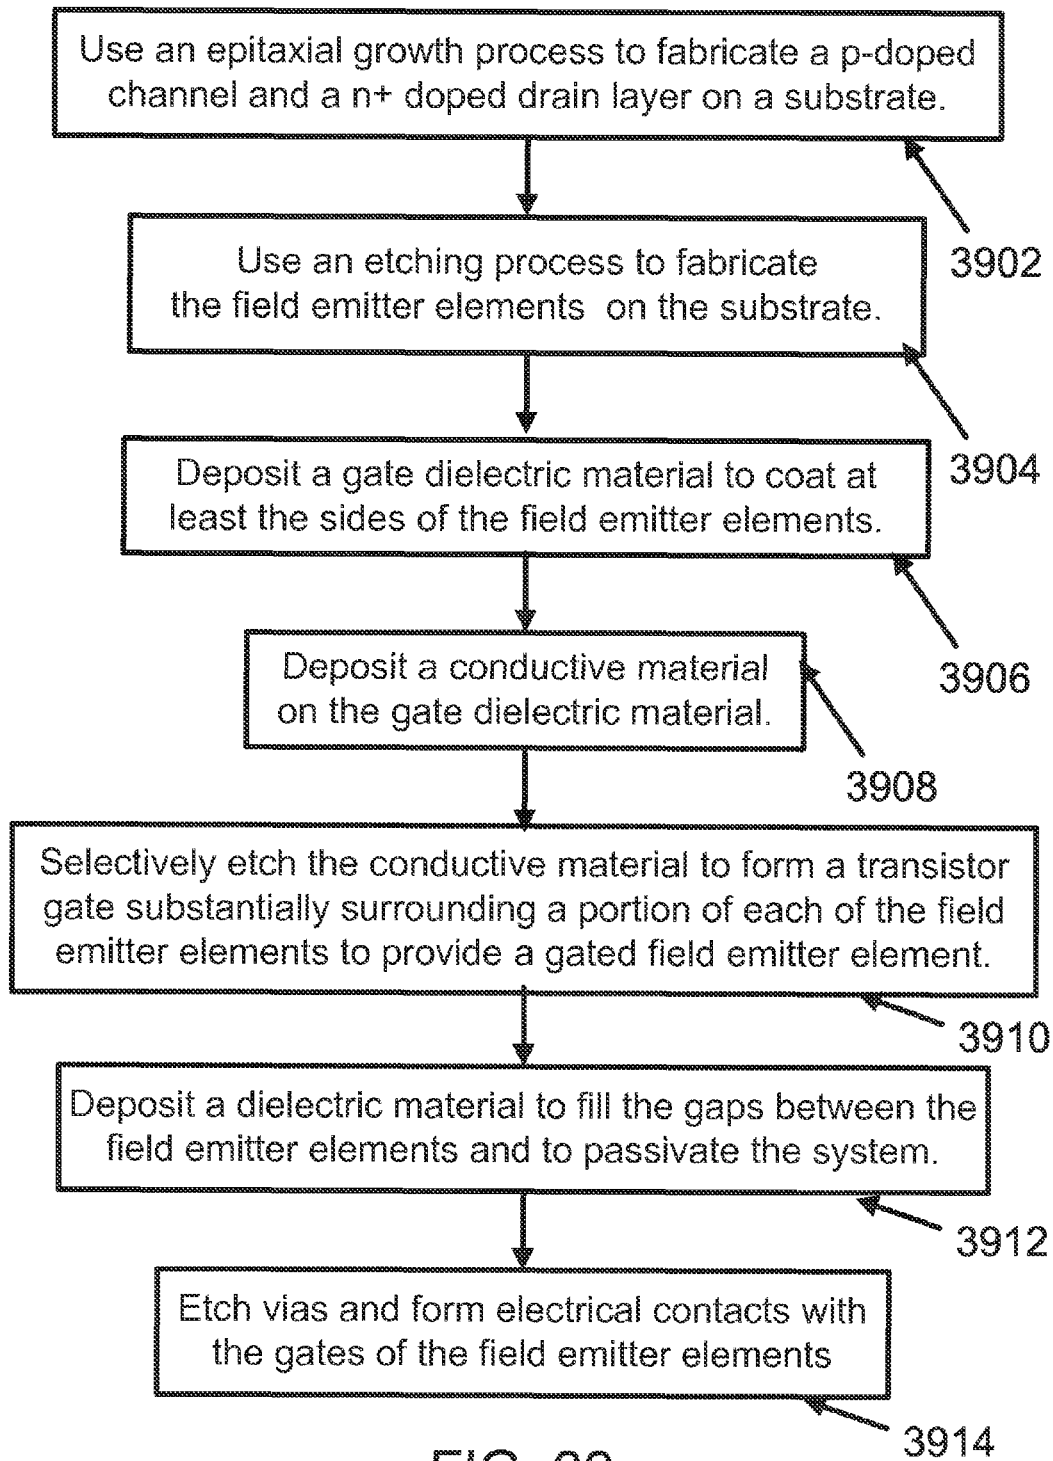 Use an epitaxial growth process to fabricate a p-doped
channel and a n+ doped drain layer on a substrate.
3902
Use an etching process to fabricate
the field emitter elements on the substrate.
3904
Deposit a gate dielectric material to coat at
least the sides of the field emitter elements.
3906
Deposit a conductive material
on the gate dielectric material.
3908
Selectively etch the conductive material to form a transistor
gate substantially surrounding a portion of each of the field
emitter elements to provide a gated field emitter element.
3910
Deposit a dielectric material to fill the gaps between the
field emitter elements and to passivate the system.
3912
Etch vias and form electrical contacts with
the gates of the field emitter elements
3914
FIG.